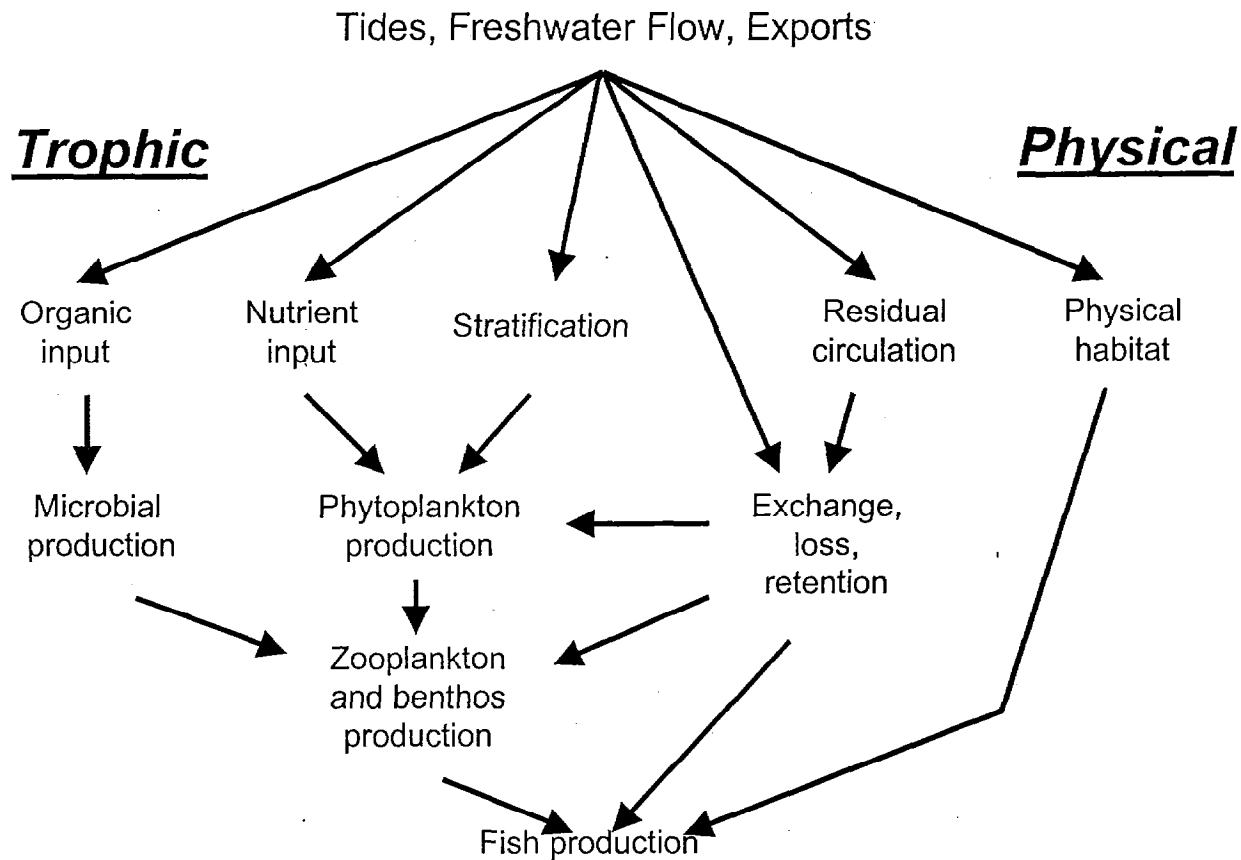 Tides, Freshwater Flow, Exports
Trophic
Physical
Organic
input
Nutrient
input
Stratification
Residual
circulation
Physical
habitat
Microbial
production
Phytoplankton
production
Exchange,
loss,
retention
Zooplankton
and benthos
production
Fish production